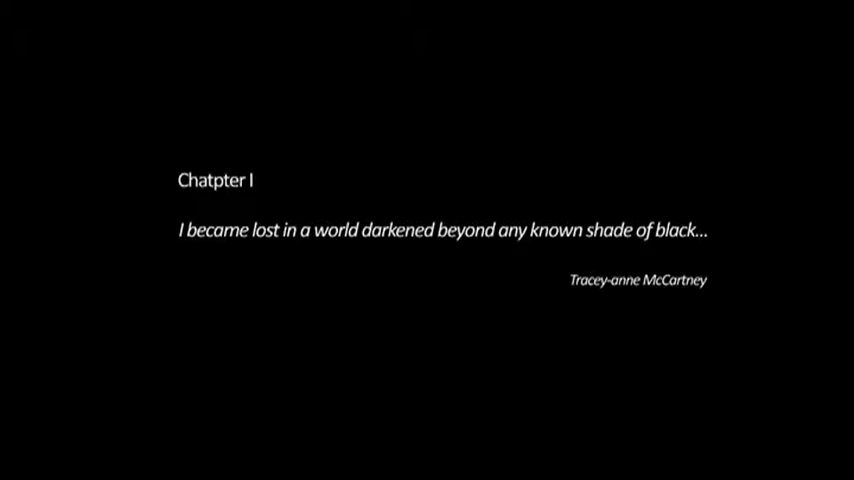 Chatpter I
I became lost in a world darkened beyond any known shade of black...
Tracey-anne McCartney